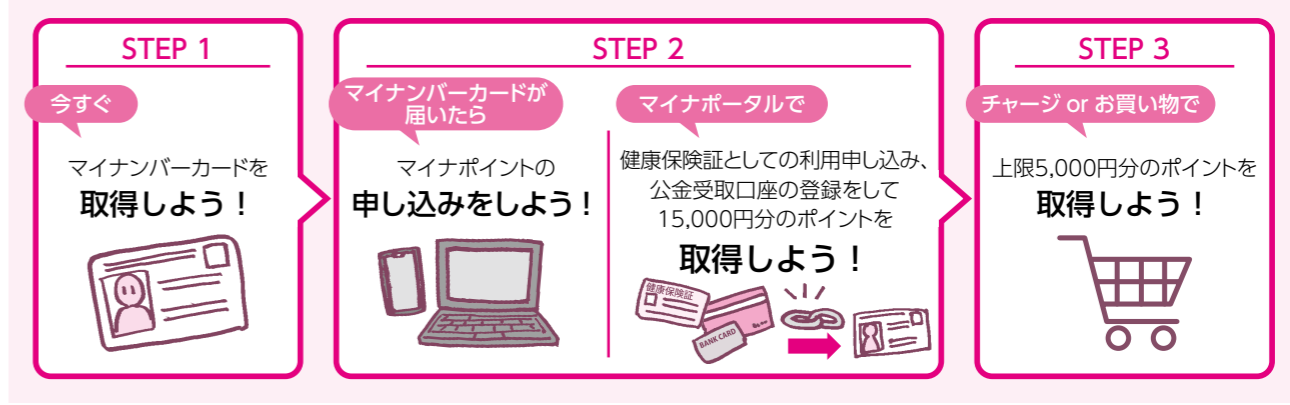 STEP 1
今すぐ
マイナンバーカードを
取得しよう！
STEP 2
マイナンバーカードが
届いたら
マイナポイントの
申し込みをしよう！
マイナポータルで
健康保険証としての利用申し込み、
公金受取口座の登録をして
15,000円分のポイントを
取得しよう！
健康保険証
BANK CARD
STEP 3
チャージ or お買い物で
上限5,000円分のポイントを
取得しよう！